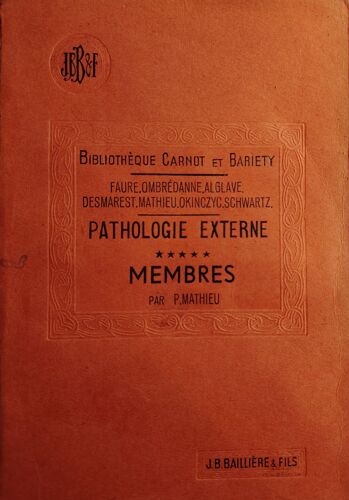 JBB&F
BIBLIOTHÈQUE CARNOT ET BARIETY
FAURE, OMBRÉDANNE, ALGLAVE,
DESMAREST, MATHIEU, OKINCZYC, SCHWARTZ.
PATHOLOGIE EXTERNE
★★★★★
MEMBRES
PAR P. MATHIEU
J.B. BAILLIÈRE & FILS